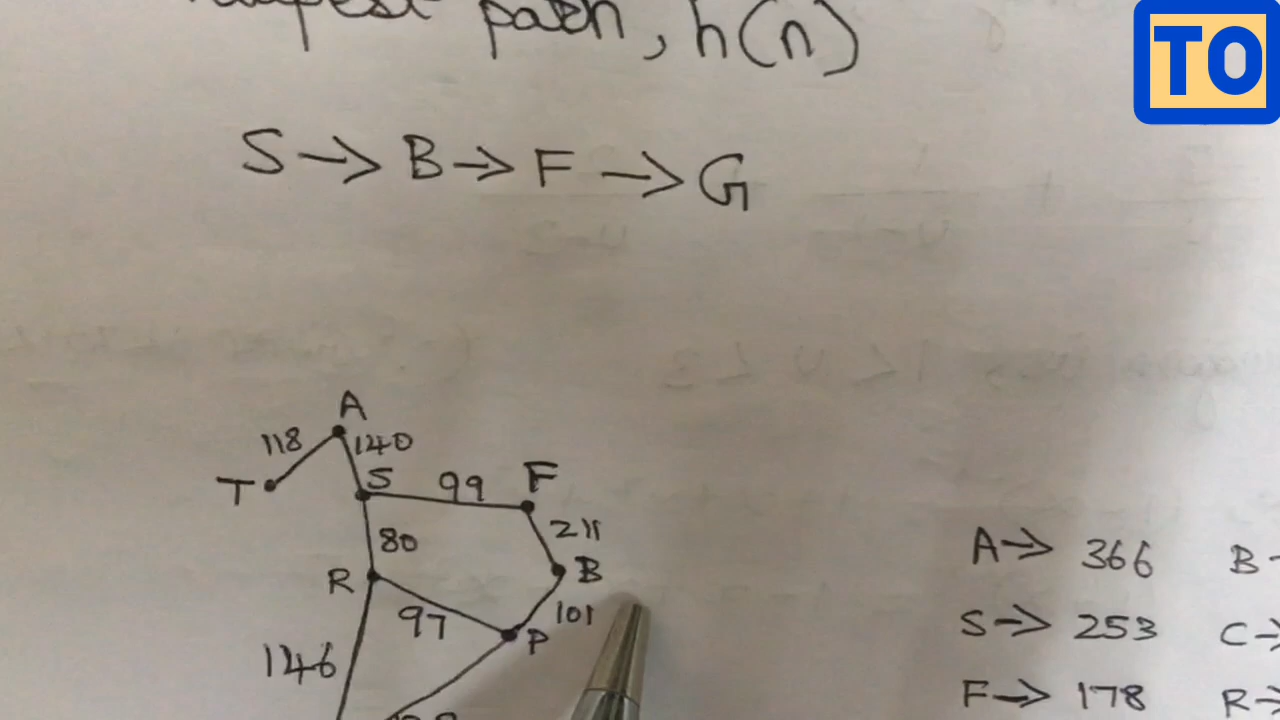 path, h(n)
TO
S → B → F → G
A
118 140
T S 99 F
80 211
R B
97 101
P
146
A → 366 B
S → 253 C →
F → 178 R →